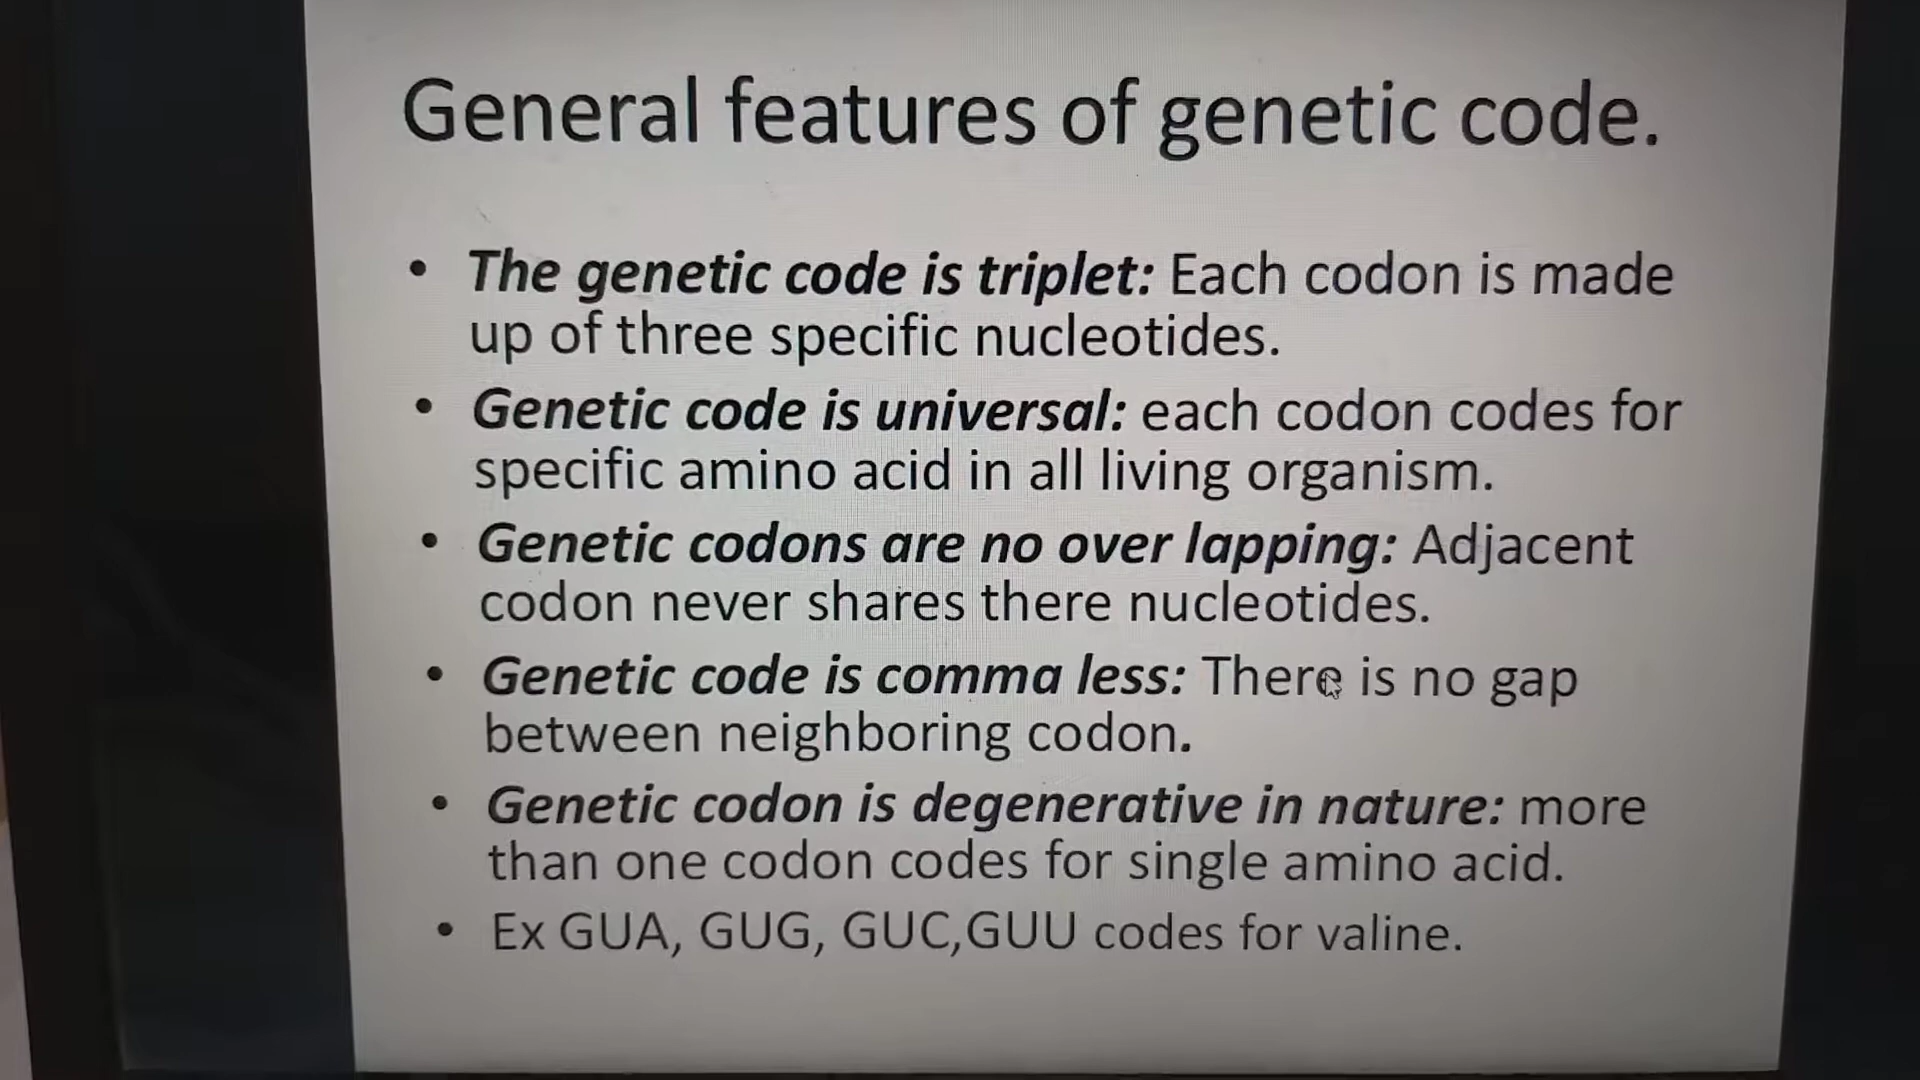 General features of genetic code.
• The genetic code is triplet: Each codon is made
up of three specific nucleotides.
• Genetic code is universal: each codon codes for
specific amino acid in all living organism.
• Genetic codons are no over lapping: Adjacent
codon never shares there nucleotides.
• Genetic code is comma less: There is no gap
between neighboring codon.
• Genetic codon is degenerative in nature: more
than one codon codes for single amino acid.
• Ex GUA, GUG, GUC,GUU codes for valine.